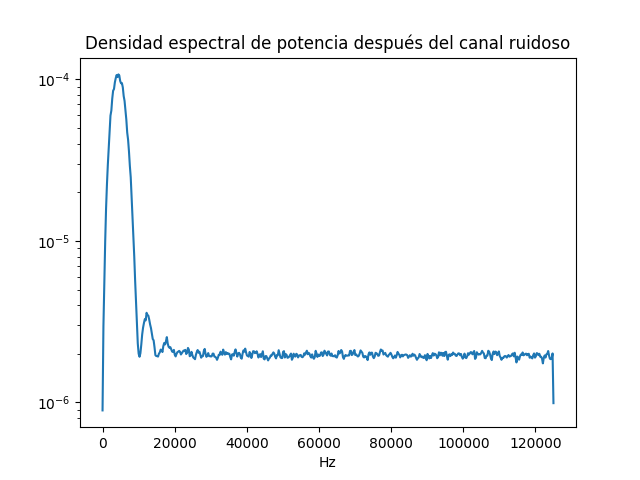 Densidad espectral de potencia después del canal ruidoso
10⁻⁴
10⁻⁵
10⁻⁶
0 20000 40000 60000 80000 100000 120000
Hz